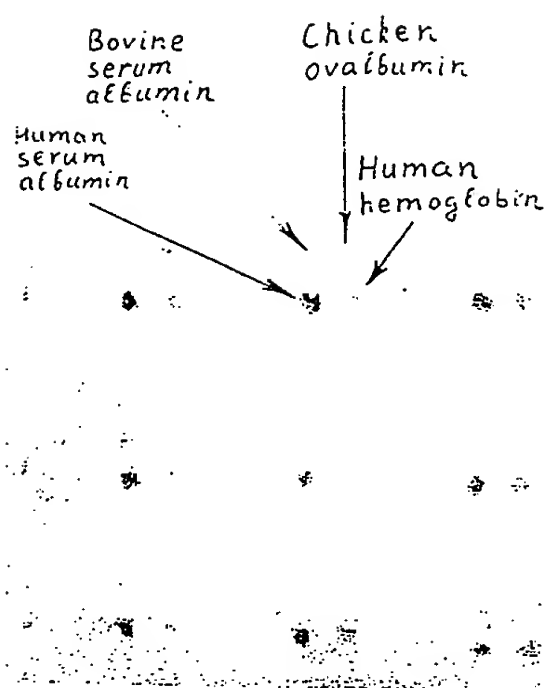 Bovine
serum
albumin
Chicken
ovalbumin
Human
serum
albumin
Human
hemoglobin